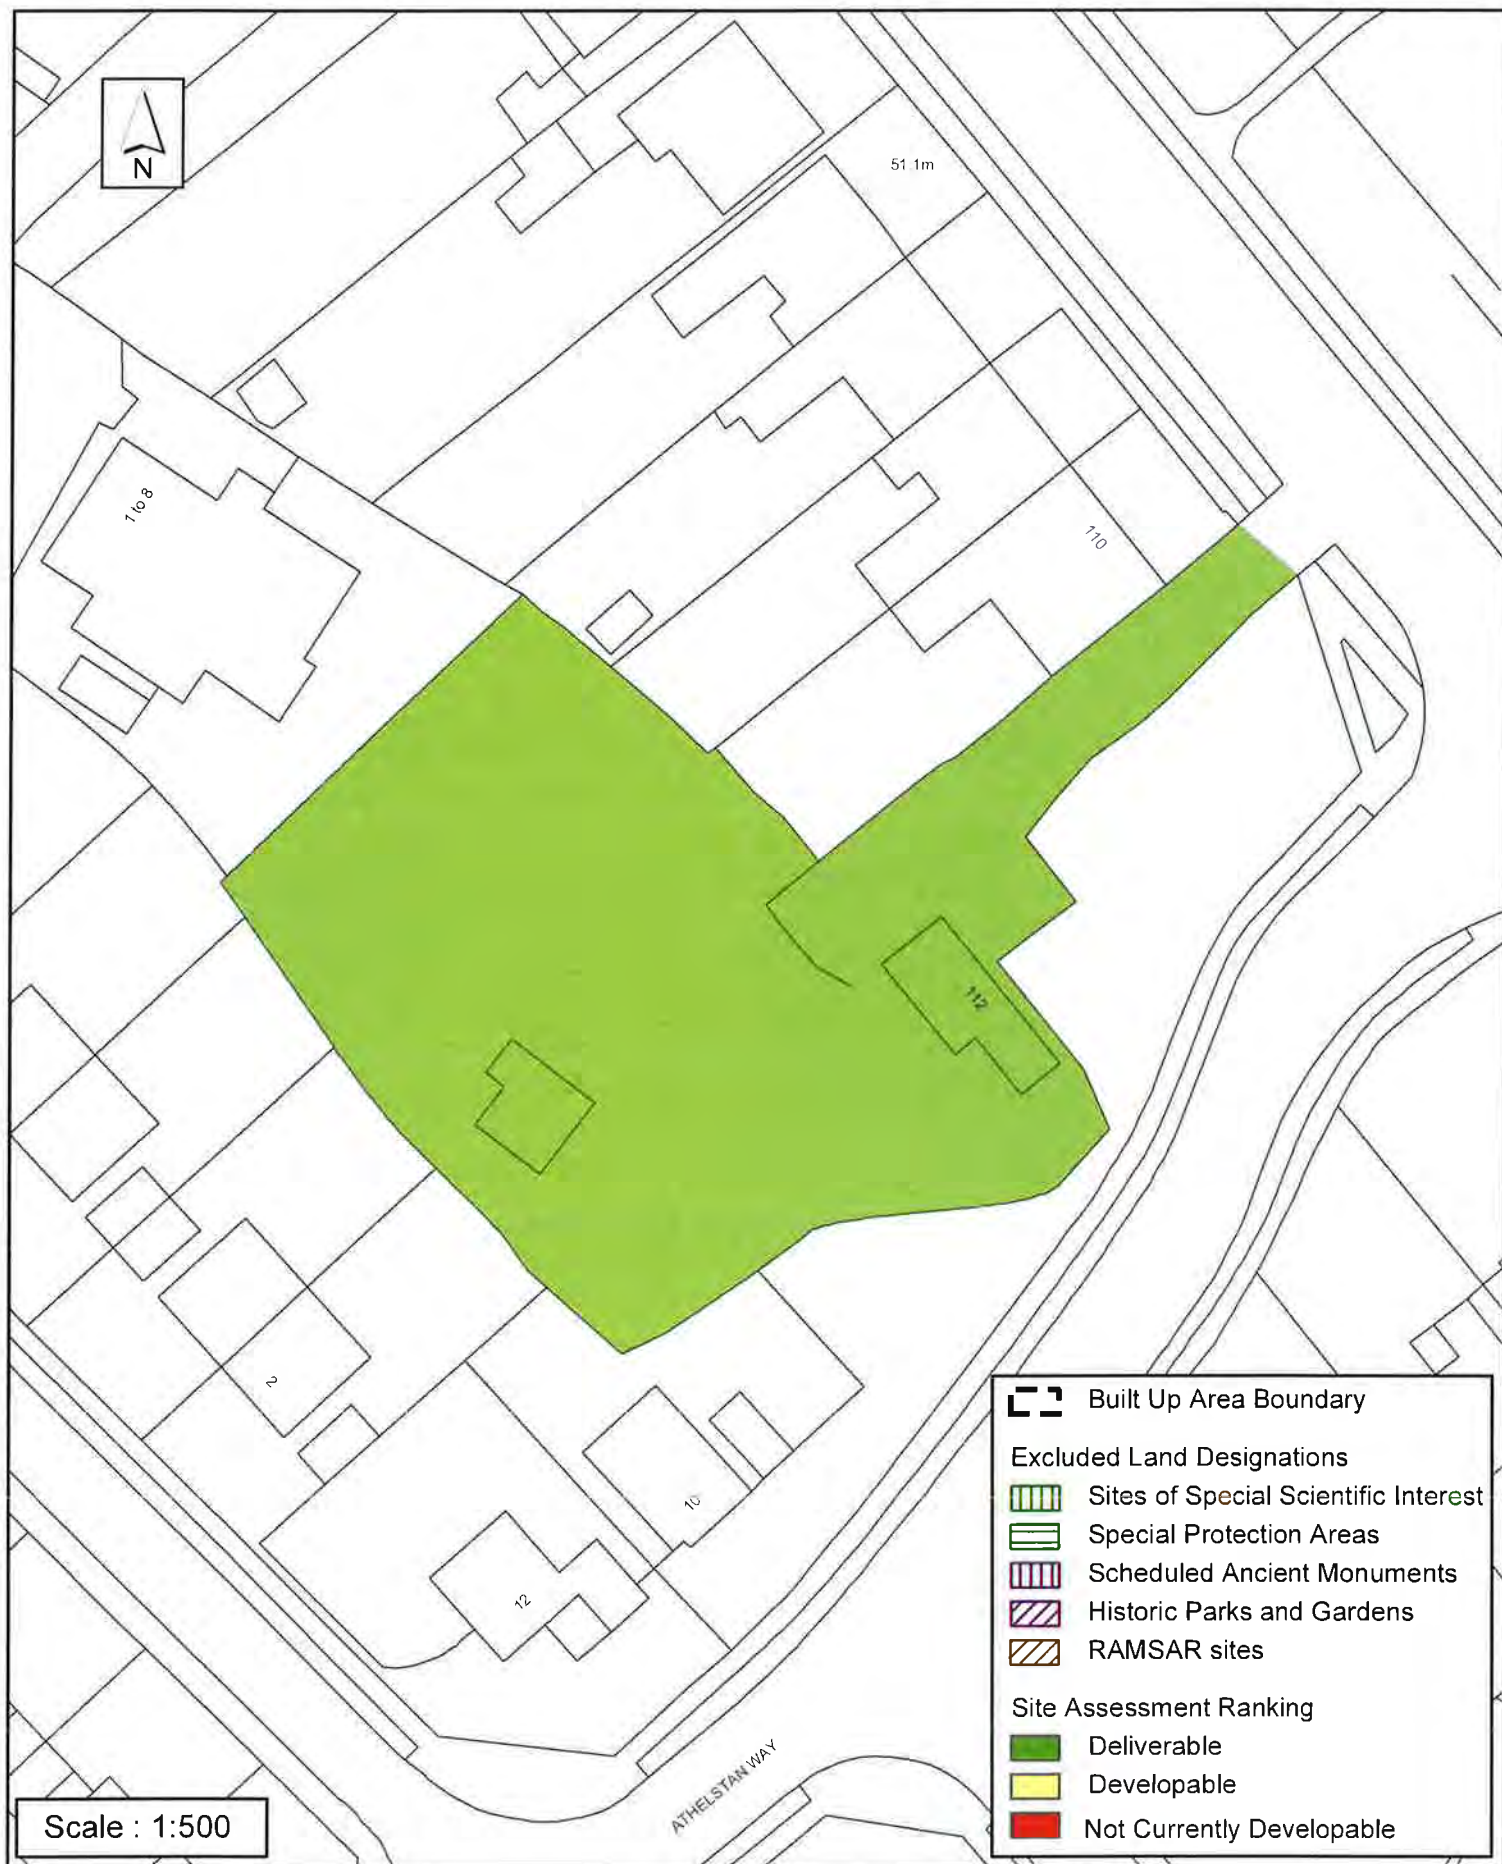 N
51.1m
1 to 8
110
112
2
10
12
ATHELSTAN WAY
Scale : 1:500
Built Up Area Boundary
Excluded Land Designations
Sites of Special Scientific Interest
Special Protection Areas
Scheduled Ancient Monuments
Historic Parks and Gardens
RAMSAR sites
Site Assessment Ranking
Deliverable
Developable
Not Currently Developable